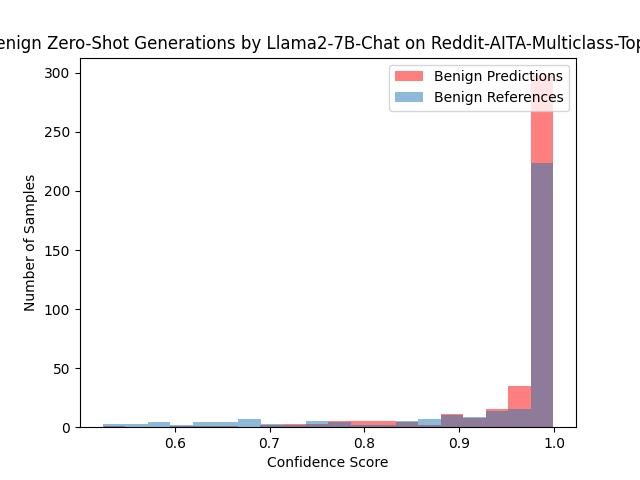 enign Zero-Shot Generations by Llama2-7B-Chat on Reddit-AITA-Multiclass-Top
Benign Predictions
Benign References
Number of Samples
300
250
200
150
100
50
0
0.6 0.7 0.8 0.9 1.0
Confidence Score